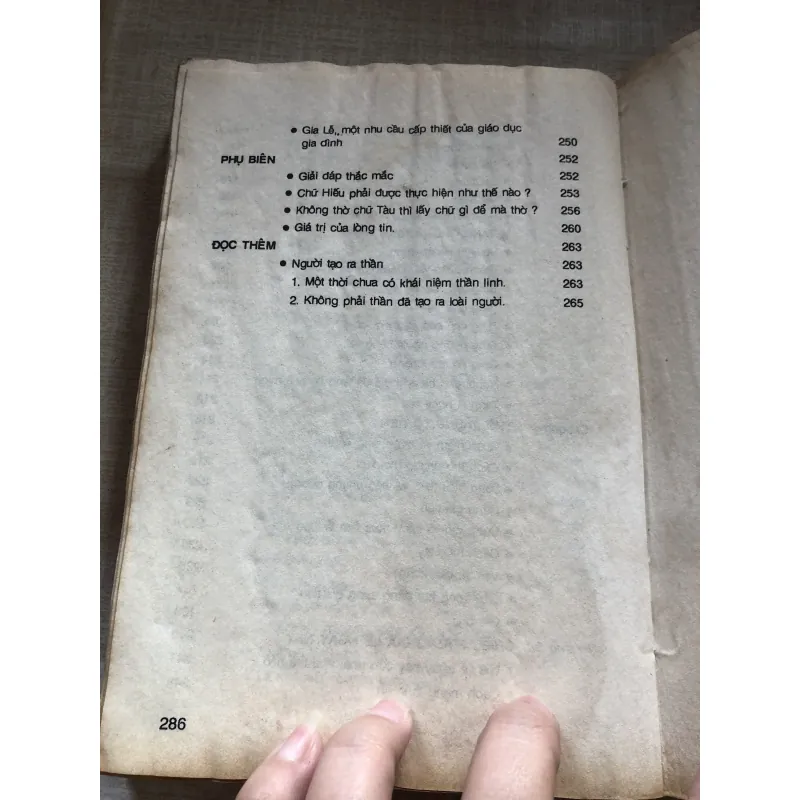 ● Gia Lễ,, một nhu cầu cấp thiết của giáo dục
gia đình 250
PHỤ BIÊN 252
● Giải đáp thắc mắc 252
● Chữ Hiếu phải được thực hiện như thế nào ? 253
● Không thờ chữ Tàu thì lấy chữ gì để mà thờ ? 256
● Giá trị của lòng tin. 260
ĐỌC THÊM 263
● Người tạo ra thần 263
1. Một thời chưa có khái niệm thần linh. 263
2. Không phải thần đã tạo ra loài người. 265
286